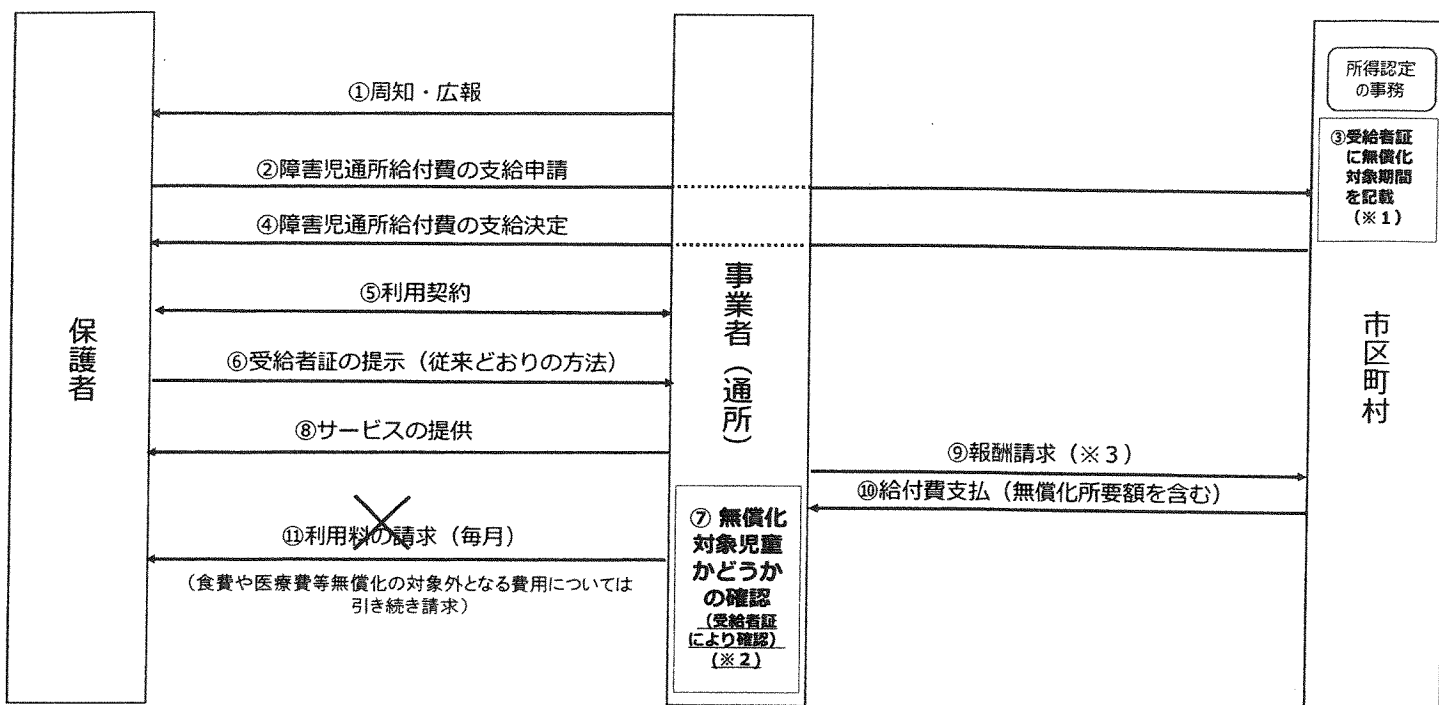 ①周知・広報
②障害児通所給付費の支給申請
④障害児通所給付費の支給決定
⑤利用契約
⑥受給者証の提示（従来どおりの方法）
⑧サービスの提供
⑪利用料の請求（毎月）
（食費や医療費等無償化の対象外となる費用については
引き続き請求）
保護者
事業者（通所）
⑦ 無償化
対象児童
かどうか
の確認
（受給者証
により確認）
（※２）
⑨報酬請求（※３）
⑩給付費支払（無償化所要額を含む）
所得認定
の事務
③受給者証
に無償化
対象期間
を記載
（※１）
市区町村